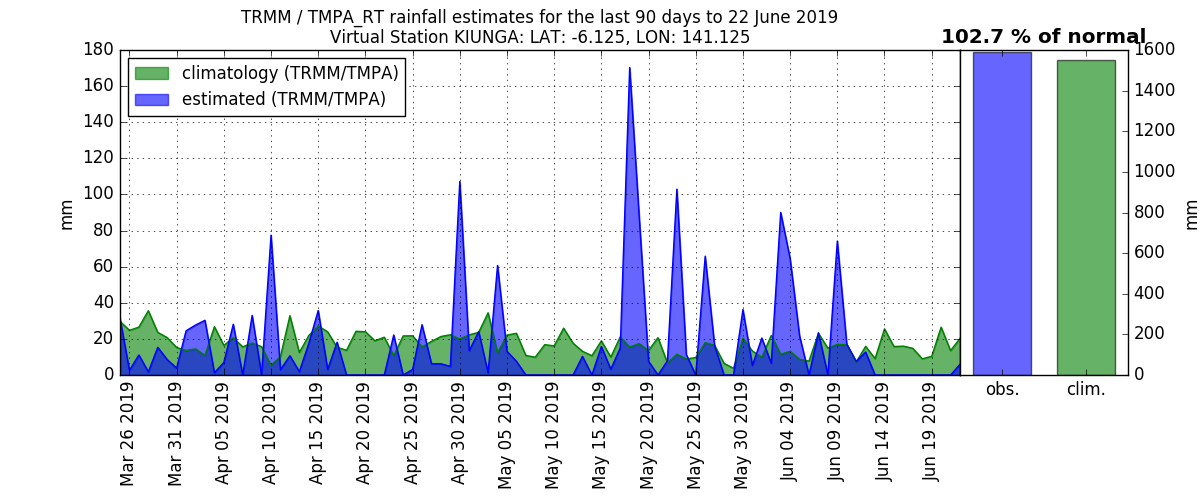 TRMM / TMPA_RT rainfall estimates for the last 90 days to 22 June 2019
Virtual Station KIUNGA: LAT: -6.125, LON: 141.125
102.7 % of normal
climatology (TRMM/TMPA)
estimated (TRMM/TMPA)
mm
180
160
140
120
100
80
60
40
20
0
Mar 26 2019
Mar 31 2019
Apr 05 2019
Apr 10 2019
Apr 15 2019
Apr 20 2019
Apr 25 2019
Apr 30 2019
May 05 2019
May 10 2019
May 15 2019
May 20 2019
May 25 2019
May 30 2019
Jun 04 2019
Jun 09 2019
Jun 14 2019
Jun 19 2019
obs.
clim.
1600
1400
1200
1000
800
600
400
200
0
mm